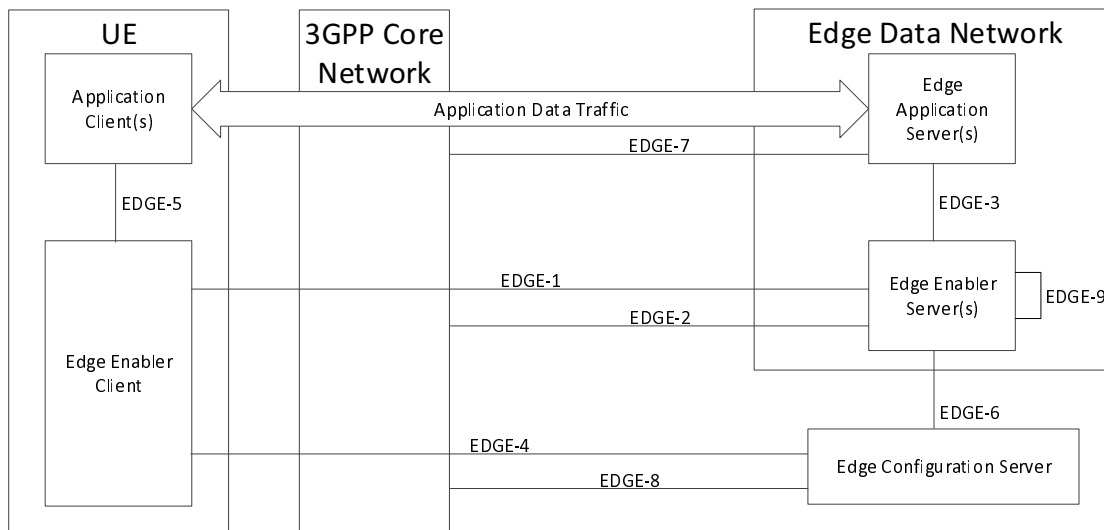 UE
3GPP Core
Network
Edge Data Network
Application
Client(s)
Application Data Traffic
Edge
Application
Server(s)
EDGE-7
EDGE-5
EDGE-3
EDGE-1
Edge Enabler
Server(s)
EDGE-9
EDGE-2
Edge Enabler
Client
EDGE-6
EDGE-4
Edge Configuration Server
EDGE-8